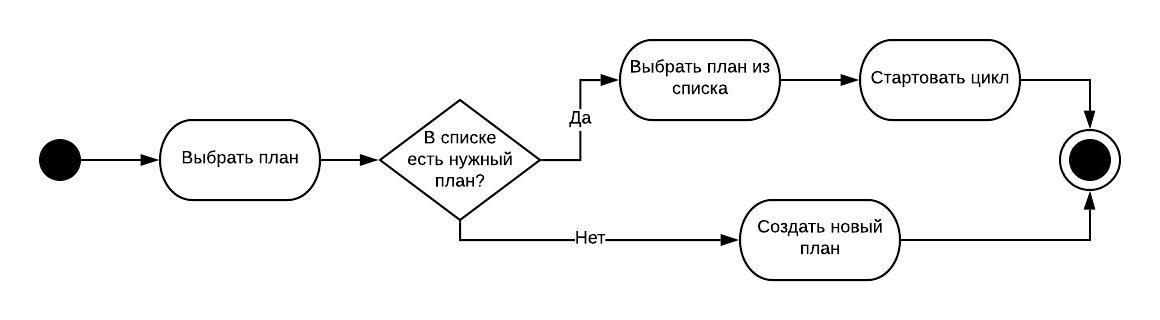 Выбрать план
В списке
есть нужный
план?
Да
Выбрать план из
списка
Стартовать цикл
Нет
Создать новый
план